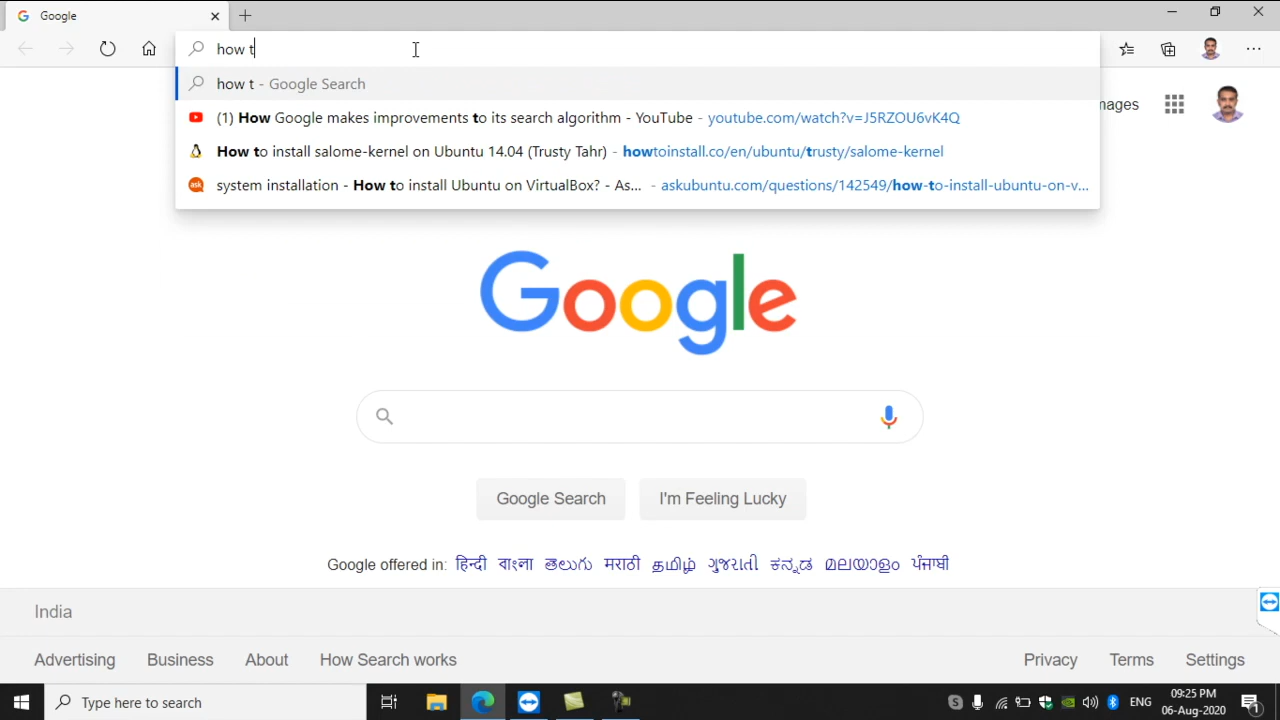 Google
how t
how t - Google Search
(1) How Google makes improvements to its search algorithm - YouTube - youtube.com/watch?v=J5RZOU6vK4Q
How to install salome-kernel on Ubuntu 14.04 (Trusty Tahr) - howtoinstall.co/en/ubuntu/trusty/salome-kernel
ask system installation - How to install Ubuntu on VirtualBox? - As... - askubuntu.com/questions/142549/how-to-install-ubuntu-on-v...
Google
Google Search I'm Feeling Lucky
Google offered in: हिन्दी বাংলা తెలుగు मराठी தமிழ் ગુજરાતી ಕನ್ನಡ മലയാളം ਪੰਜਾਬੀ
India
Advertising Business About How Search works Privacy Terms Settings
Type here to search ENG 09:25 PM
06-Aug-2020 1